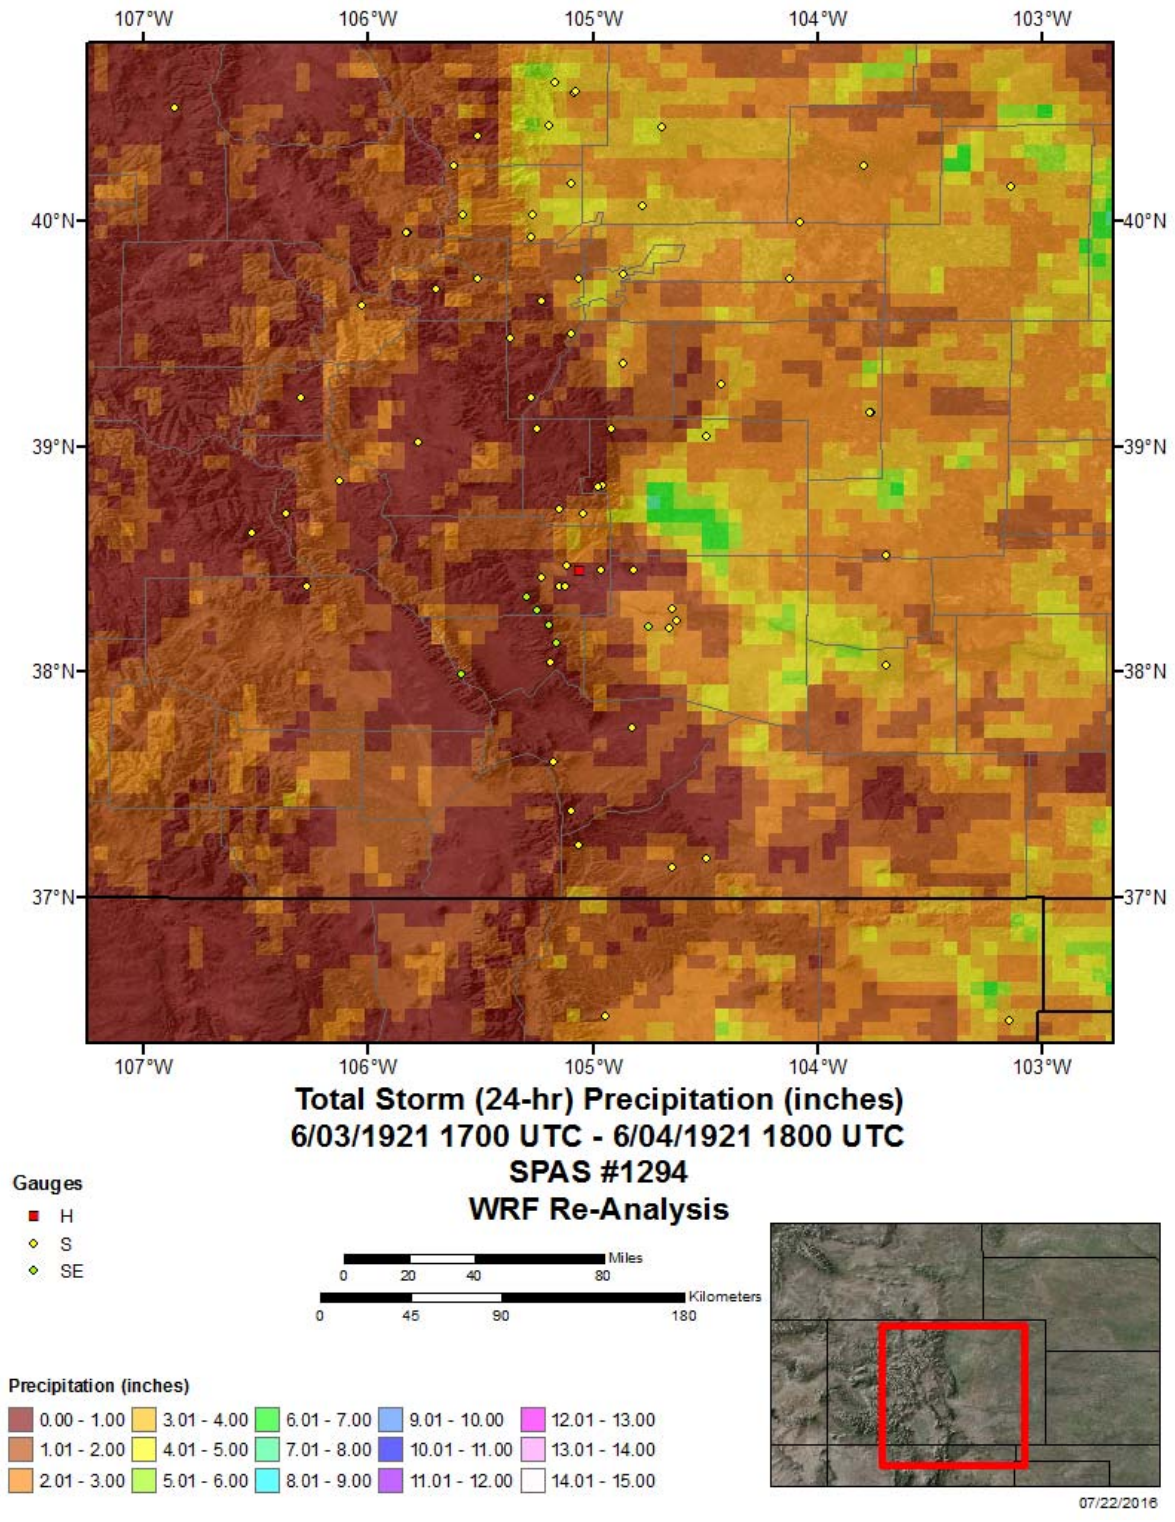 107°W 106°W 105°W 104°W 103°W
40°N 40°N
39°N 39°N
38°N 38°N
37°N 37°N
107°W 106°W 105°W 104°W 103°W
Total Storm (24-hr) Precipitation (inches)
6/03/1921 1700 UTC - 6/04/1921 1800 UTC
SPAS #1294
WRF Re-Analysis
Gauges
H
S
SE
Miles
0 20 40 80
Kilometers
0 45 90 180
Precipitation (inches)
0.00 - 1.00 3.01 - 4.00 6.01 - 7.00 9.01 - 10.00 12.01 - 13.00
1.01 - 2.00 4.01 - 5.00 7.01 - 8.00 10.01 - 11.00 13.01 - 14.00
2.01 - 3.00 5.01 - 6.00 8.01 - 9.00 11.01 - 12.00 14.01 - 15.00
07/22/2016